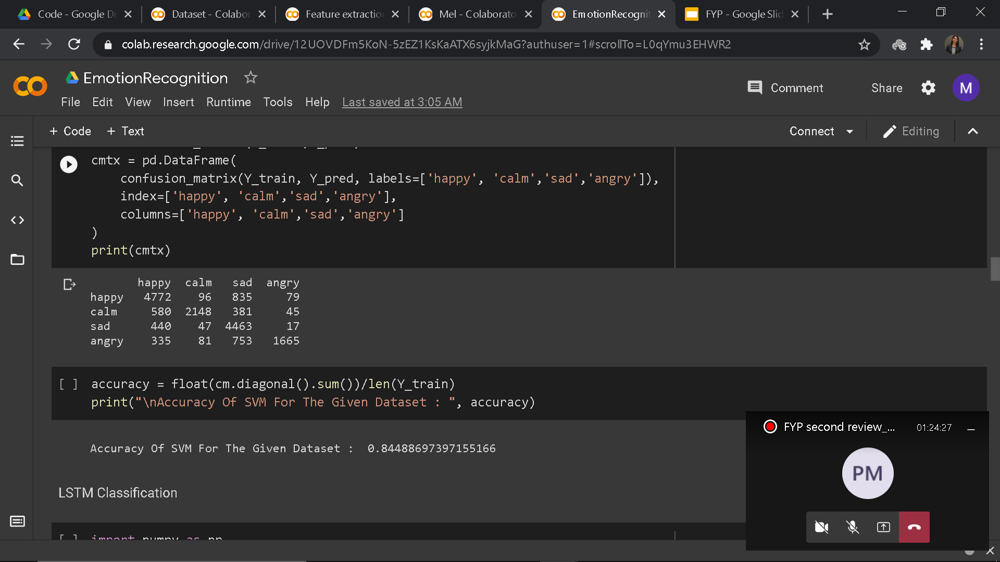 Code - Google Dr
Dataset - Colabor
Feature extractio
Mel - Colaborato
EmotionRecognit
FYP - Google Slid
colab.research.google.com/drive/12UOVDFm5KoN-5zEZ1KsKaATX6syjkMaG?authuser=1#scrollTo=L0qYmu3EHWR2
EmotionRecognition
Comment
Share
M
File Edit View Insert Runtime Tools Help Last saved at 3:05 AM
+ Code + Text
Connect
Editing
cmtx = pd.DataFrame(
    confusion_matrix(Y_train, Y_pred, labels=['happy', 'calm','sad','angry']),
    index=['happy', 'calm','sad','angry'],
    columns=['happy', 'calm','sad','angry']
)
print(cmtx)
happy calm sad angry
happy 4772 96 835 79
calm 580 2148 381 45
sad 440 47 4463 17
angry 335 81 753 1665
[ ] accuracy = float(cm.diagonal().sum())/len(Y_train)
print("\nAccuracy Of SVM For The Given Dataset : ", accuracy)
Accuracy Of SVM For The Given Dataset : 0.84488697397155166
LSTM Classification
[ ] import numpy as np
FYP second review_...
01:24:27
PM